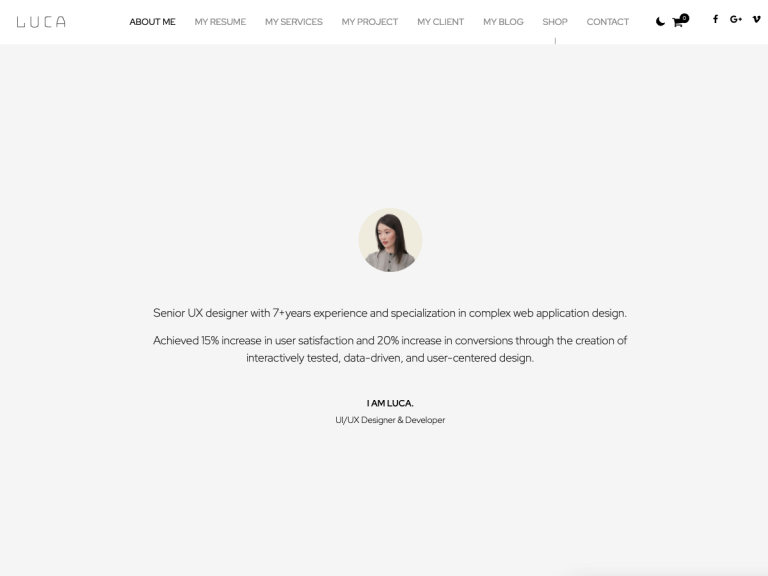 LUCA
ABOUT ME MY RESUME MY SERVICES MY PROJECT MY CLIENT MY BLOG SHOP CONTACT 0 f G+ v
Senior UX designer with 7+years experience and specialization in complex web application design.
Achieved 15% increase in user satisfaction and 20% increase in conversions through the creation of
interactively tested, data-driven, and user-centered design.
I AM LUCA.
UI/UX Designer & Developer